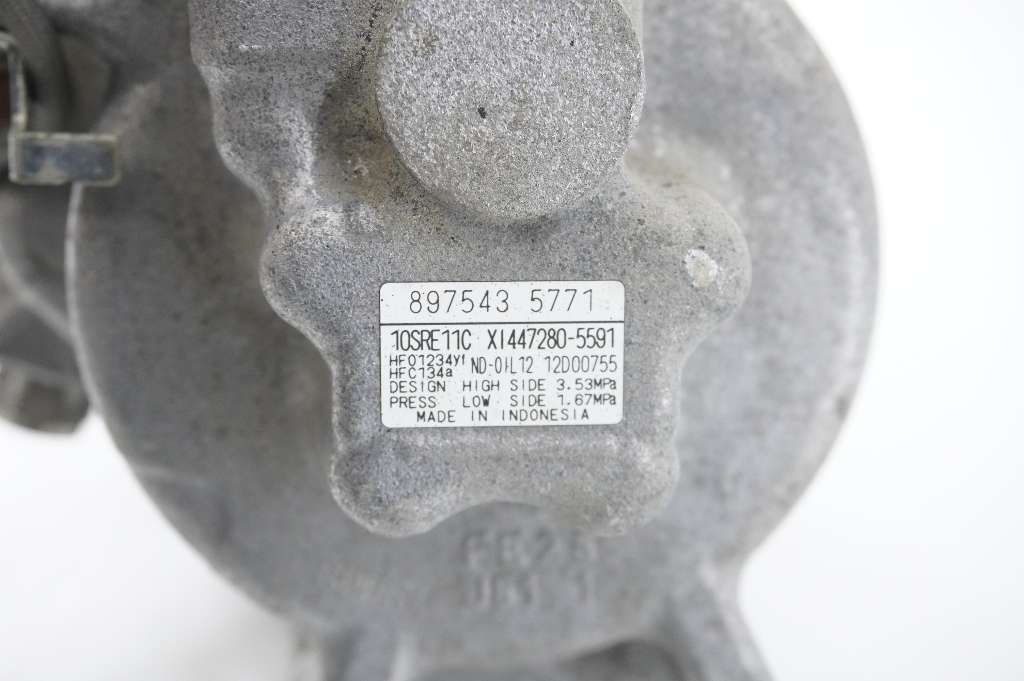 897543 5771
10SRE11C XI447280-5591
HFO1234yf ND-OIL12 12D00755
HFC134a
DESIGN HIGH SIDE 3.53MPa
PRESS LOW SIDE 1.67MPa
MADE IN INDONESIA